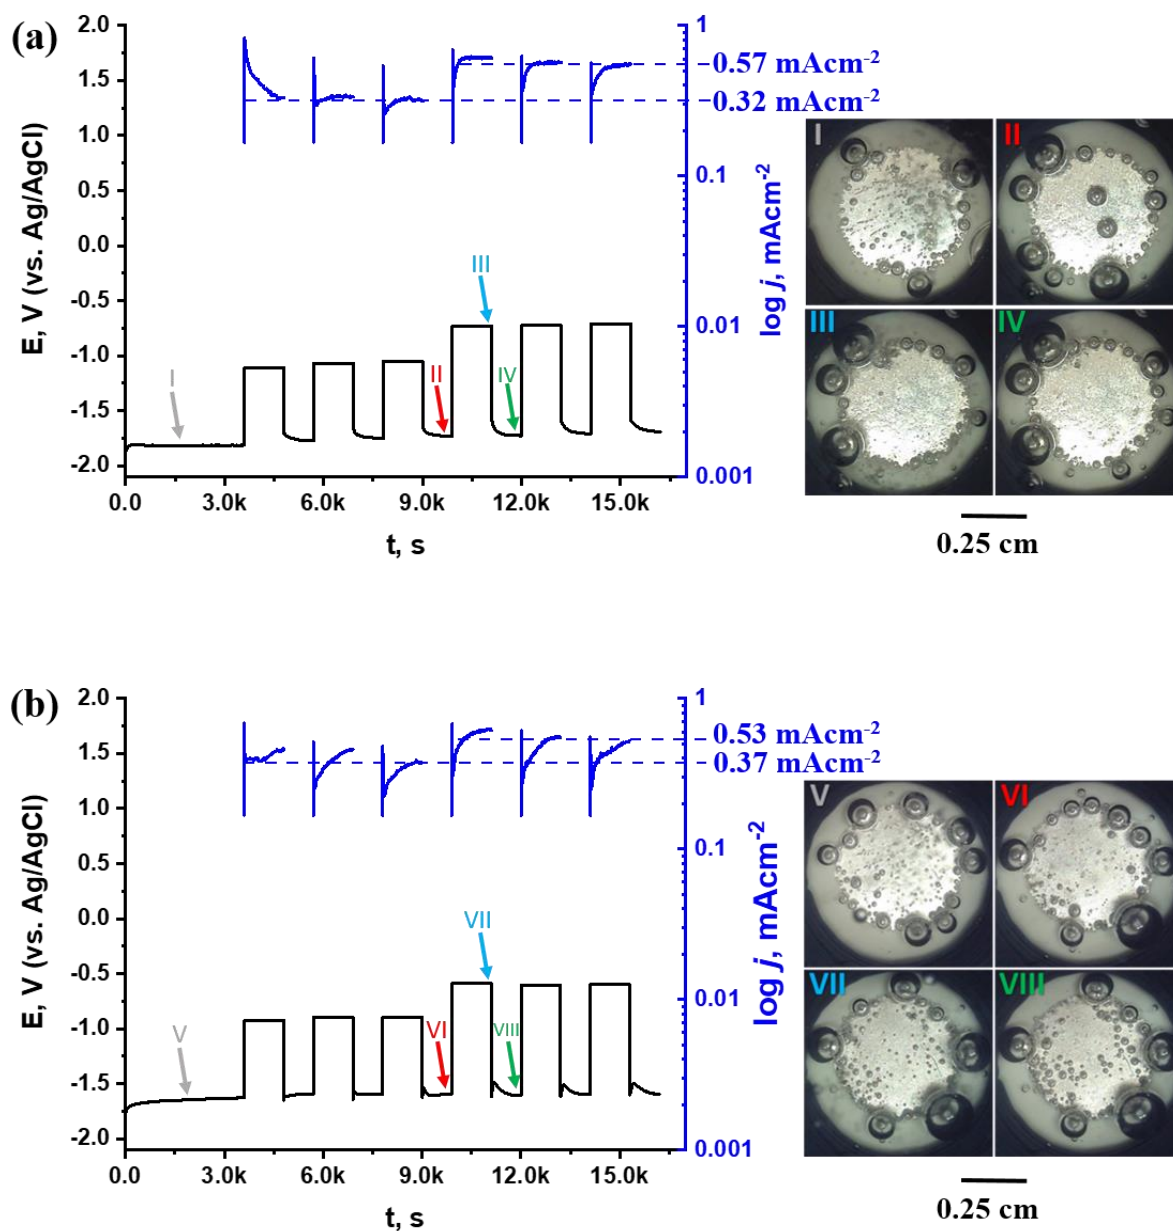 (a)
2.0
1.5
1.0
0.5
0.0
-0.5
-1.0
-1.5
-2.0
E, V (vs. Ag/AgCl)
0.0 3.0k 6.0k 9.0k 12.0k 15.0k
t, s
1
0.1
0.01
0.001
log j, mAcm-2
0.57 mAcm-2
0.32 mAcm-2
I
II
III
IV
I II
III IV
0.25 cm
(b)
2.0
1.5
1.0
0.5
0.0
-0.5
-1.0
-1.5
-2.0
E, V (vs. Ag/AgCl)
0.0 3.0k 6.0k 9.0k 12.0k 15.0k
t, s
1
0.1
0.01
0.001
log j, mAcm-2
0.53 mAcm-2
0.37 mAcm-2
V
VI
VII
VIII
V VI
VII VIII
0.25 cm